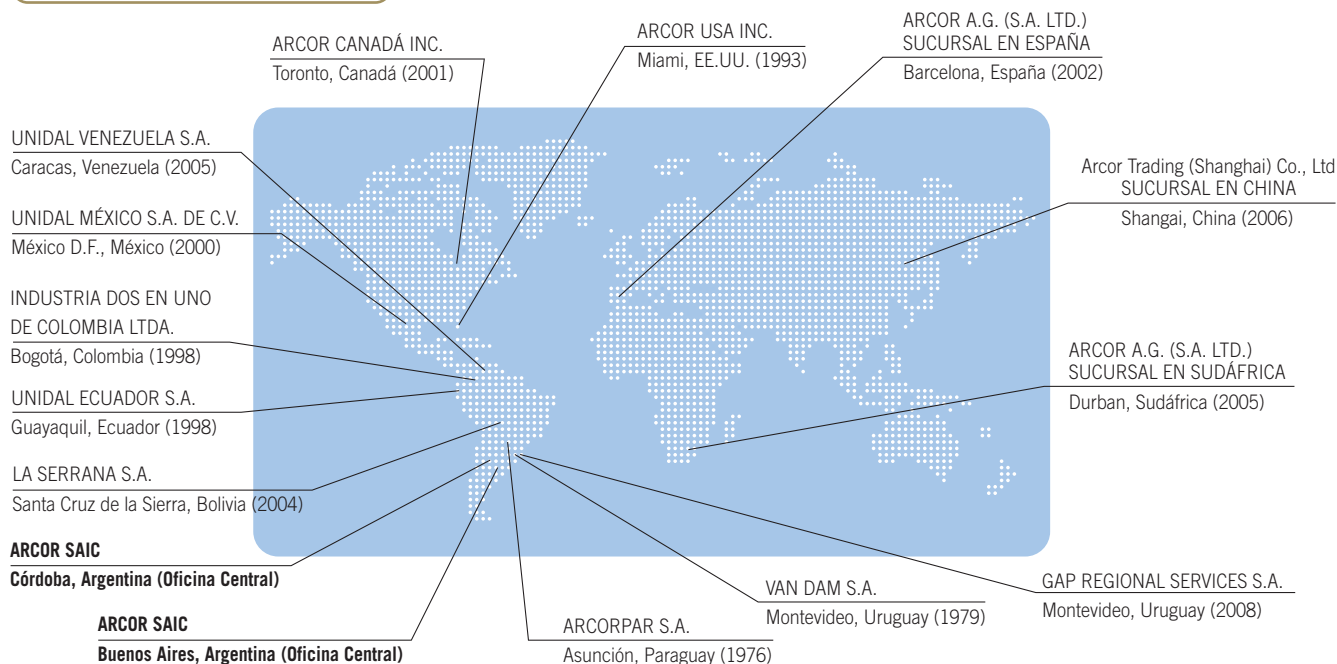 ARCOR CANADÁ INC.
Toronto, Canadá (2001)
ARCOR USA INC.
Miami, EE.UU. (1993)
ARCOR A.G. (S.A. LTD.)
SUCURSAL EN ESPAÑA
Barcelona, España (2002)
UNIDAL VENEZUELA S.A.
Caracas, Venezuela (2005)
UNIDAL MÉXICO S.A. DE C.V.
México D.F., México (2000)
INDUSTRIA DOS EN UNO
DE COLOMBIA LTDA.
Bogotá, Colombia (1998)
UNIDAL ECUADOR S.A.
Guayaquil, Ecuador (1998)
LA SERRANA S.A.
Santa Cruz de la Sierra, Bolivia (2004)
ARCOR SAIC
Córdoba, Argentina (Oficina Central)
ARCOR SAIC
Buenos Aires, Argentina (Oficina Central)
ARCORPAR S.A.
Asunción, Paraguay (1976)
VAN DAM S.A.
Montevideo, Uruguay (1979)
GAP REGIONAL SERVICES S.A.
Montevideo, Uruguay (2008)
ARCOR A.G. (S.A. LTD.)
SUCURSAL EN SUDÁFRICA
Durban, Sudáfrica (2005)
Arcor Trading (Shanghai) Co., Ltd
SUCURSAL EN CHINA
Shangai, China (2006)